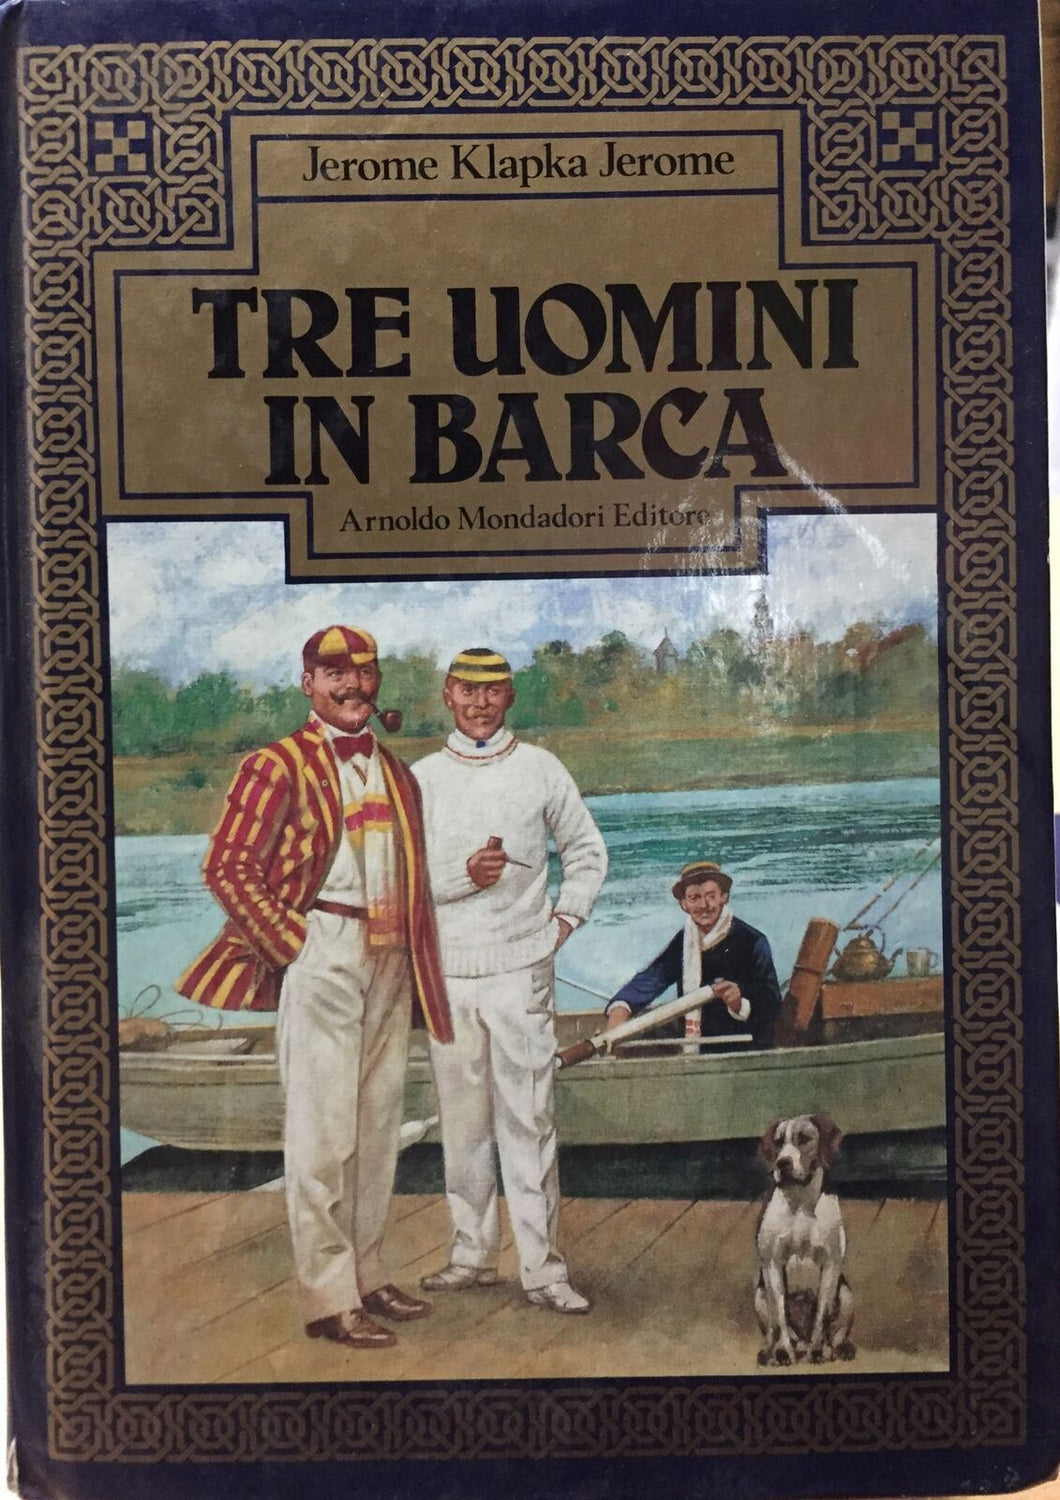 Jerome Klapka Jerome
TRE UOMINI
IN BARCA
Arnoldo Mondadori Editore